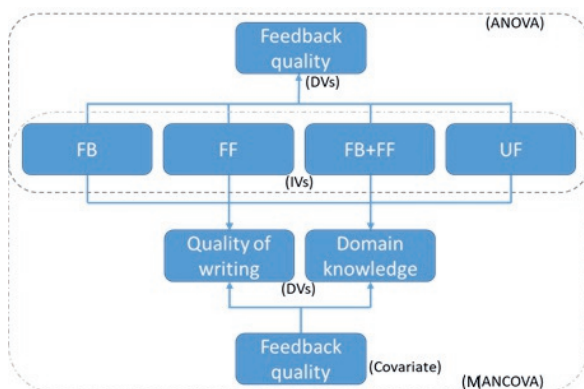 (ANOVA)
Feedback
quality
(DVs)
FB
FF
FB+FF
UF
(IVs)
Quality of
writing
Domain
knowledge
(DVs)
Feedback
quality
(Covariate)
(MANCOVA)